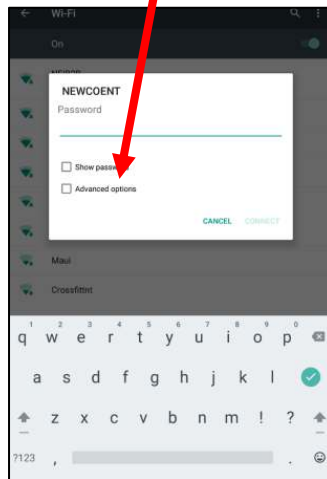 Wi-Fi
On
NEWCOENT
Password
Show password
Advanced options
CANCEL CONNECT
Maui
Crossfittnt
1 2 3 4 5 6 7 8 9 0
q w e r t y u i o p
a s d f g h j k l
z x c v b n m ! ?
?123 , .